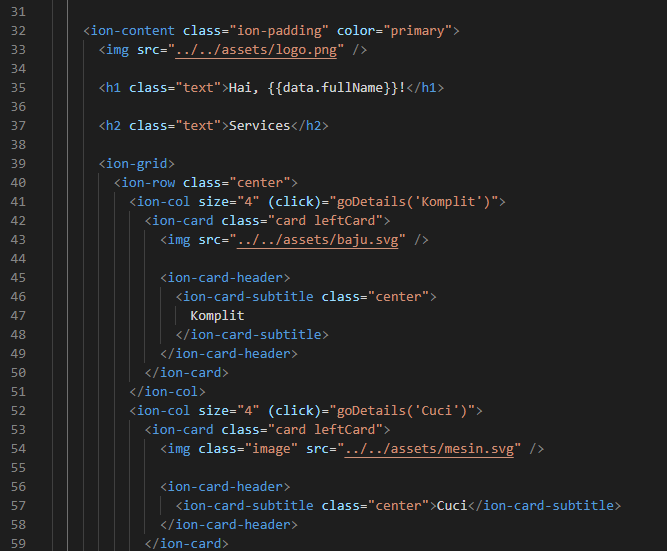 31
32 <ion-content class="ion-padding" color="primary">
33 <img src="../../assets/logo.png" />
34
35 <h1 class="text">Hai, {{data.fullName}}!</h1>
36
37 <h2 class="text">Services</h2>
38
39 <ion-grid>
40 <ion-row class="center">
41 <ion-col size="4" (click)="goDetails('Komplit')">
42 <ion-card class="card leftCard">
43 <img src="../../assets/baju.svg" />
44
45 <ion-card-header>
46 <ion-card-subtitle class="center">
47 Komplit
48 </ion-card-subtitle>
49 </ion-card-header>
50 </ion-card>
51 </ion-col>
52 <ion-col size="4" (click)="goDetails('Cuci')">
53 <ion-card class="card leftCard">
54 <img class="image" src="../../assets/mesin.svg" />
55
56 <ion-card-header>
57 <ion-card-subtitle class="center">Cuci</ion-card-subtitle>
58 </ion-card-header>
59 </ion-card>